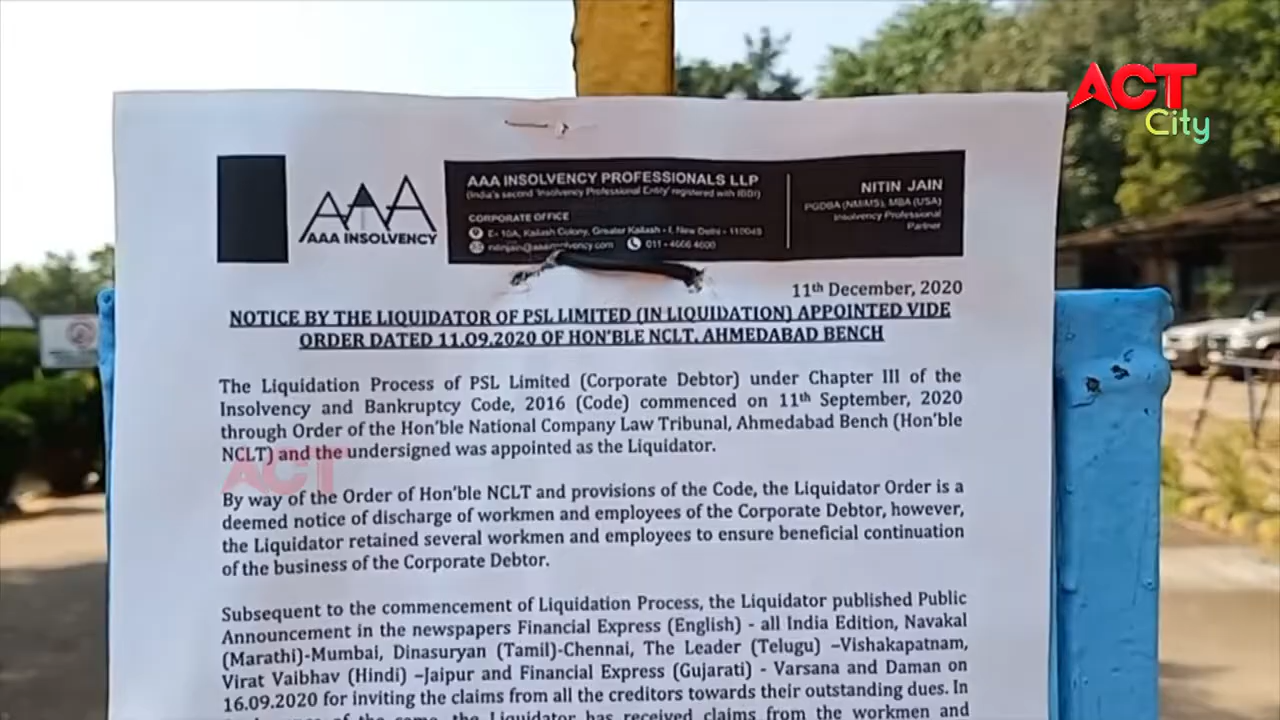 ACT
City
AAA INSOLVENCY
AAA INSOLVENCY PROFESSIONALS LLP
(India's second 'Insolvency Professional Entity' registered with IBBI)
CORPORATE OFFICE
E- 10A, Kailash Colony, Greater Kailash - I, New Delhi - 110048
nitinjain@aaainsolvency.com 011 - 4666 4600
NITIN JAIN
PGDBA (NMIMS), MBA (USA)
Insolvency Professional
Partner
11th December, 2020
NOTICE BY THE LIQUIDATOR OF PSL LIMITED (IN LIQUIDATION) APPOINTED VIDE
ORDER DATED 11.09.2020 OF HON'BLE NCLT, AHMEDABAD BENCH
The Liquidation Process of PSL Limited (Corporate Debtor) under Chapter III of the
Insolvency and Bankruptcy Code, 2016 (Code) commenced on 11th September, 2020
through Order of the Hon'ble National Company Law Tribunal, Ahmedabad Bench (Hon'ble
NCLT) and the undersigned was appointed as the Liquidator.
ACT
By way of the Order of Hon'ble NCLT and provisions of the Code, the Liquidator Order is a
deemed notice of discharge of workmen and employees of the Corporate Debtor, however,
the Liquidator retained several workmen and employees to ensure beneficial continuation
of the business of the Corporate Debtor.
Subsequent to the commencement of Liquidation Process, the Liquidator published Public
Announcement in the newspapers Financial Express (English) - all India Edition, Navakal
(Marathi)-Mumbai, Dinasuryan (Tamil)-Chennai, The Leader (Telugu) –Vishakapatnam,
Virat Vaibhav (Hindi) –Jaipur and Financial Express (Gujarati) - Varsana and Daman on
16.09.2020 for inviting the claims from all the creditors towards their outstanding dues. In
of the same, the Liquidator has received claims from the workmen and